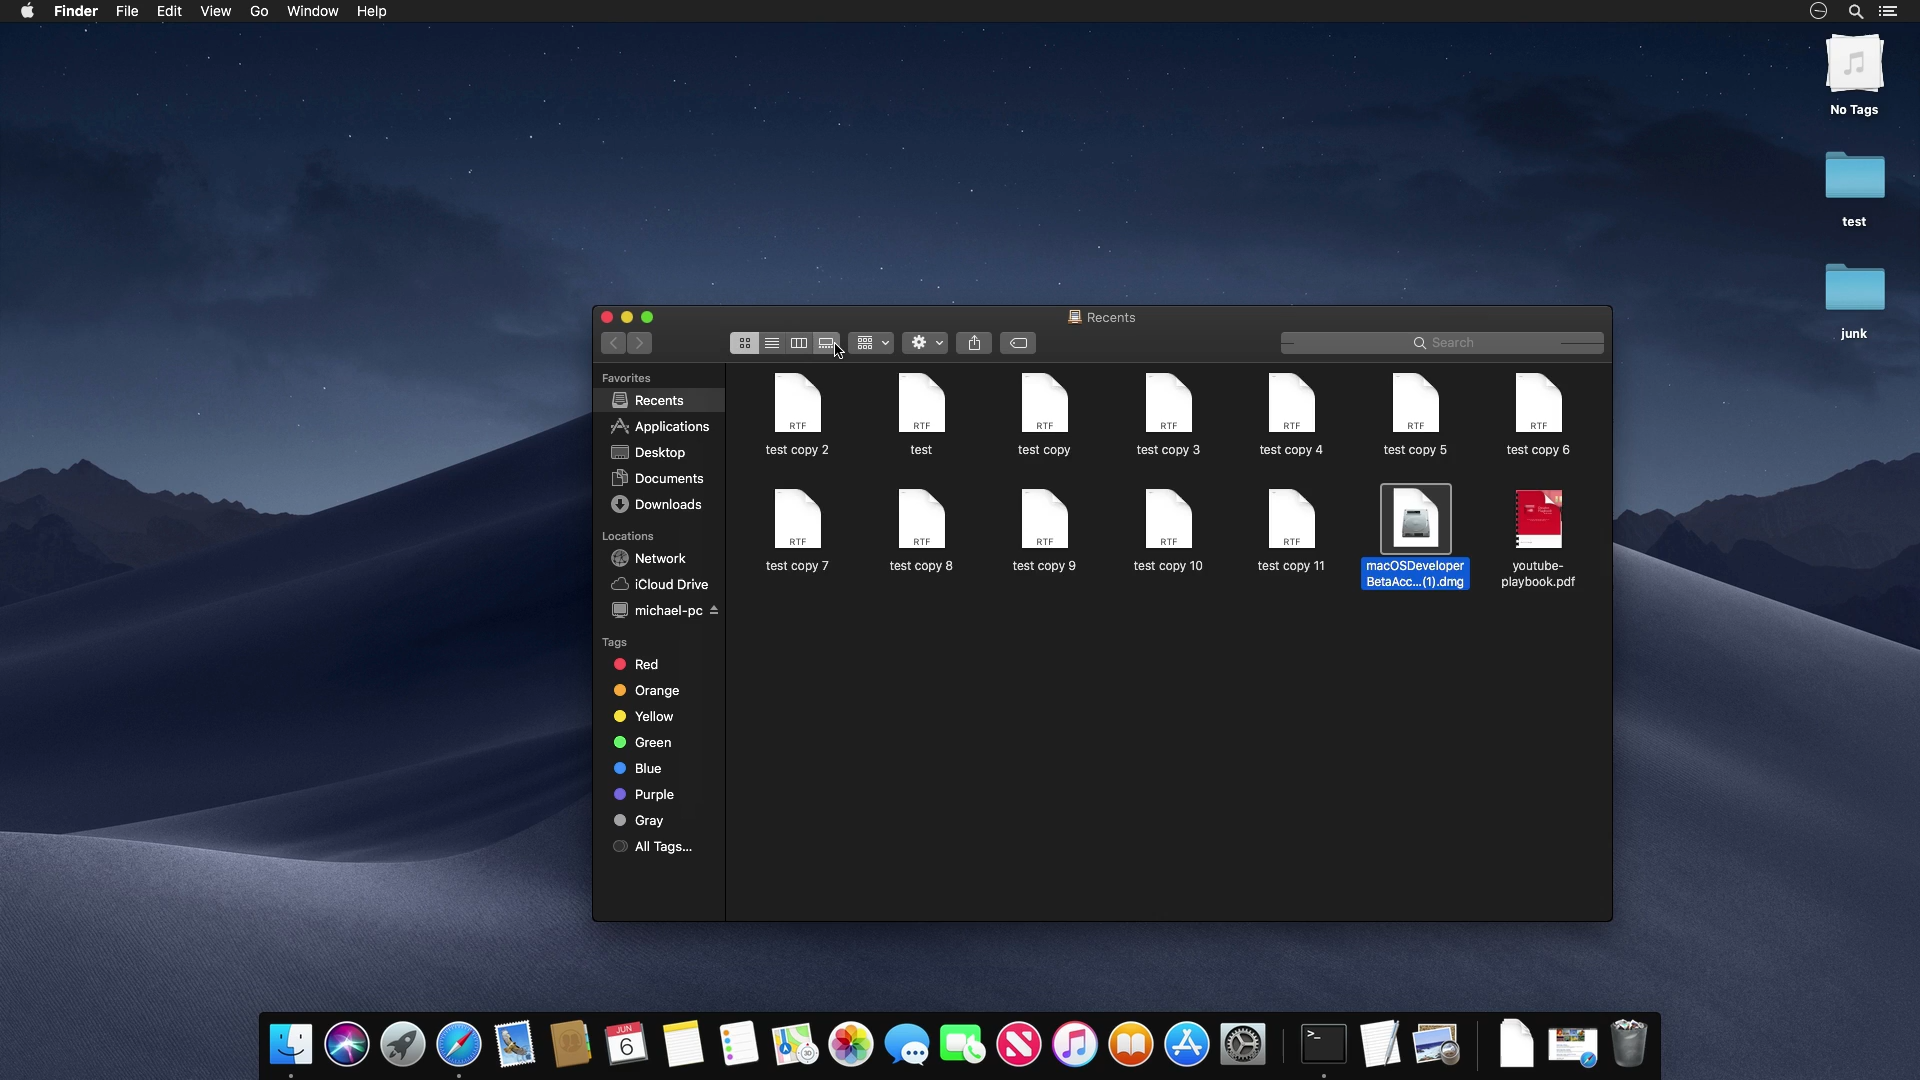 Finder File Edit View Go Window Help
No Tags
test
junk
Recents
Search
Favorites
Recents
Applications
Desktop
Documents
Downloads
Locations
Network
iCloud Drive
michael-pc
Tags
Red
Orange
Yellow
Green
Blue
Purple
Gray
All Tags...
RTF RTF RTF RTF RTF RTF RTF
test copy 2 test test copy test copy 3 test copy 4 test copy 5 test copy 6
RTF RTF RTF RTF RTF
test copy 7 test copy 8 test copy 9 test copy 10 test copy 11 macOSDeveloper youtube-
BetaAcc...(1).dmg playbook.pdf
JUN
6
3D
>_